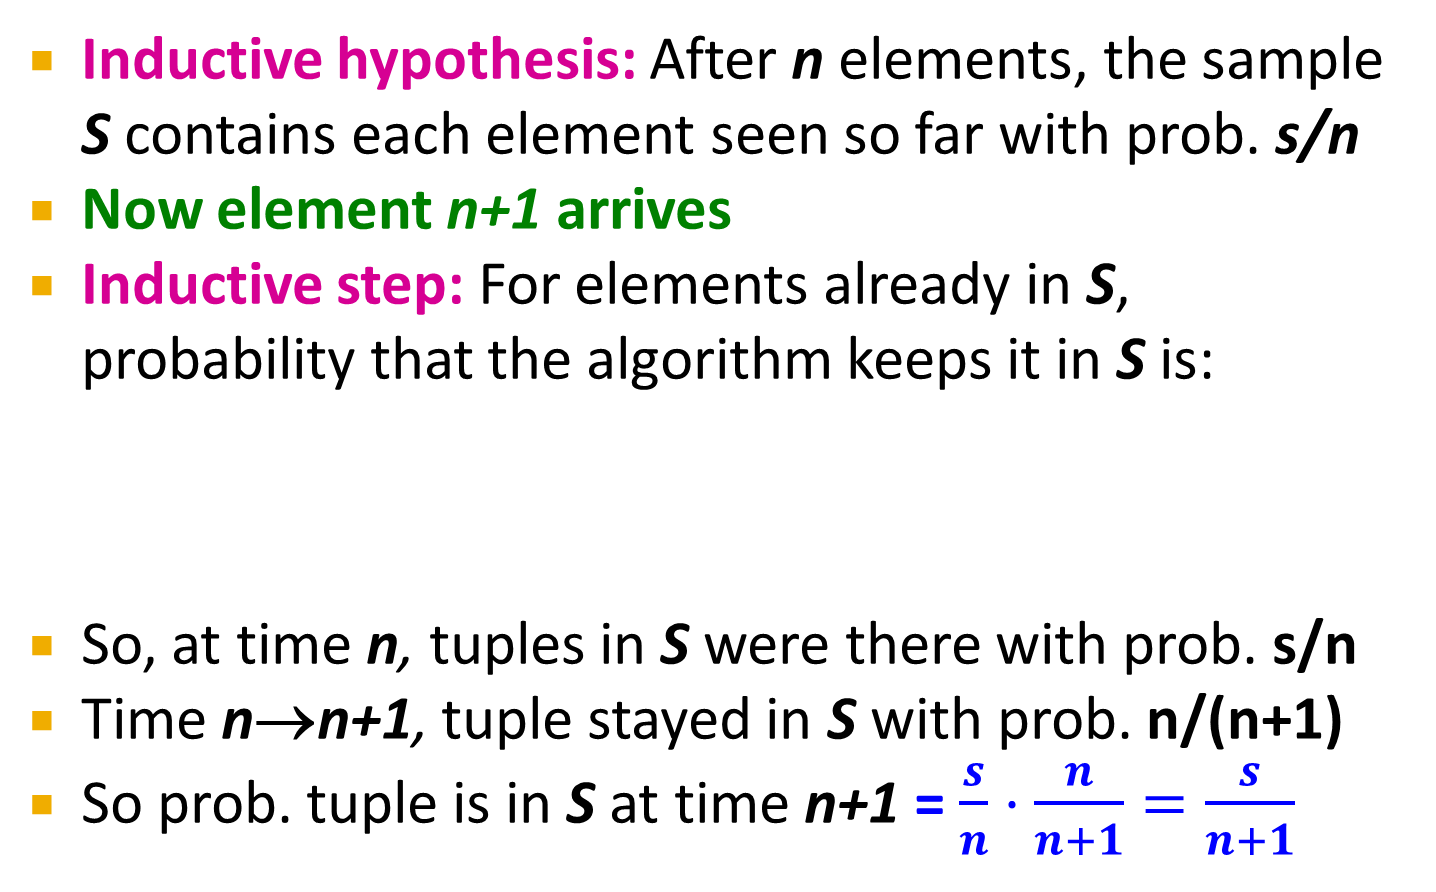 ▪ Inductive hypothesis: After n elements, the sample
S contains each element seen so far with prob. s/n
▪ Now element n+1 arrives
▪ Inductive step: For elements already in S,
probability that the algorithm keeps it in S is:
▪ So, at time n, tuples in S were there with prob. s/n
▪ Time n→n+1, tuple stayed in S with prob. n/(n+1)
▪ So prob. tuple is in S at time n+1 = s/n · n/(n+1) = s/(n+1)